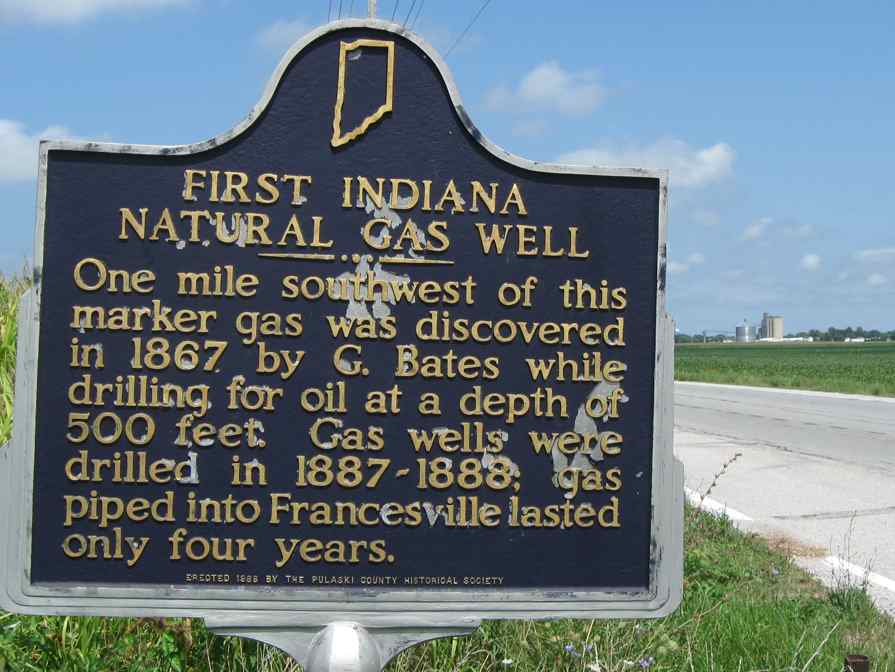 FIRST INDIANA
NATURAL GAS WELL
One mile southwest of this
marker gas was discovered
in 1867 by G. Bates while
drilling for oil at a depth of
500 feet. Gas wells were
drilled in 1887-1888; gas
piped into Francesville lasted
only four years.
ERECTED 1988 BY THE PULASKI COUNTY HISTORICAL SOCIETY